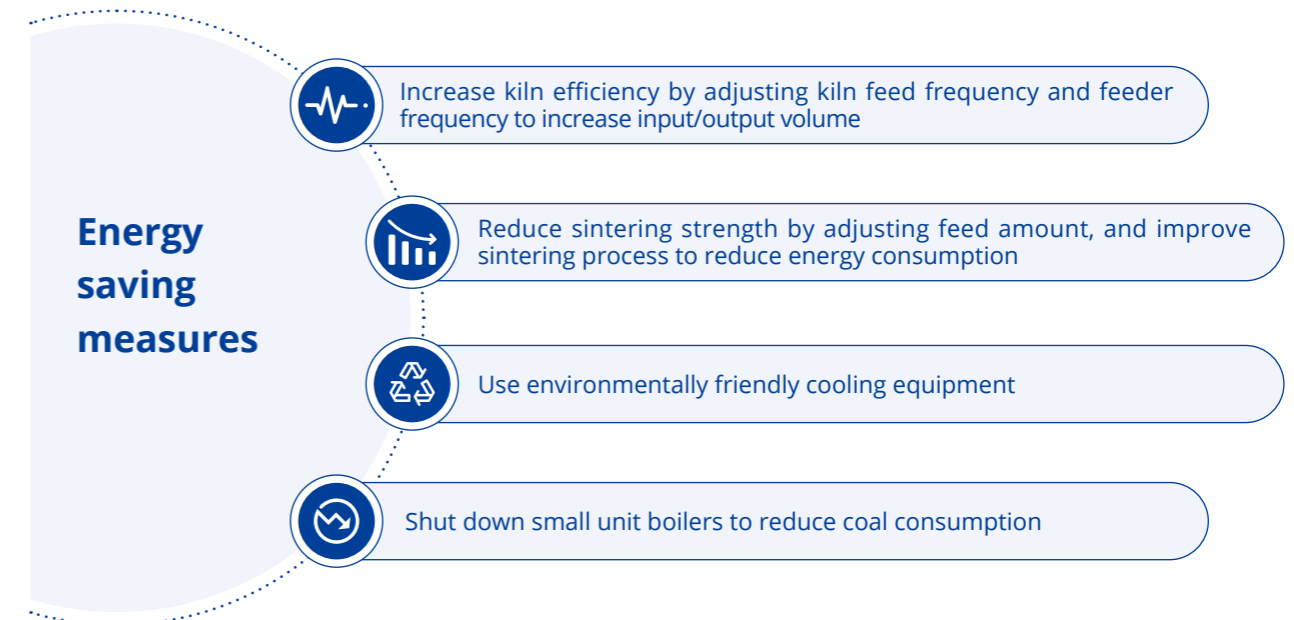 Energy
saving
measures
Increase kiln efficiency by adjusting kiln feed frequency and feeder
frequency to increase input/output volume
Reduce sintering strength by adjusting feed amount, and improve
sintering process to reduce energy consumption
Use environmentally friendly cooling equipment
Shut down small unit boilers to reduce coal consumption